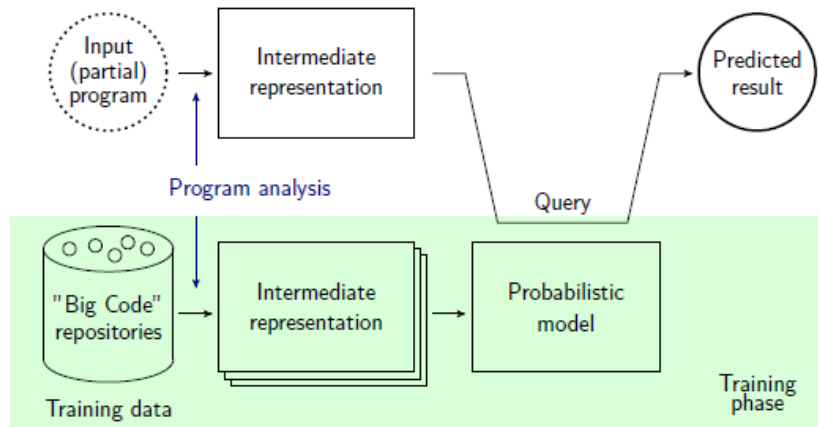 Input
(partial)
program
Intermediate
representation
Predicted
result
Program analysis
Query
"Big Code"
repositories
Intermediate
representation
Probabilistic
model
Training data
Training
phase